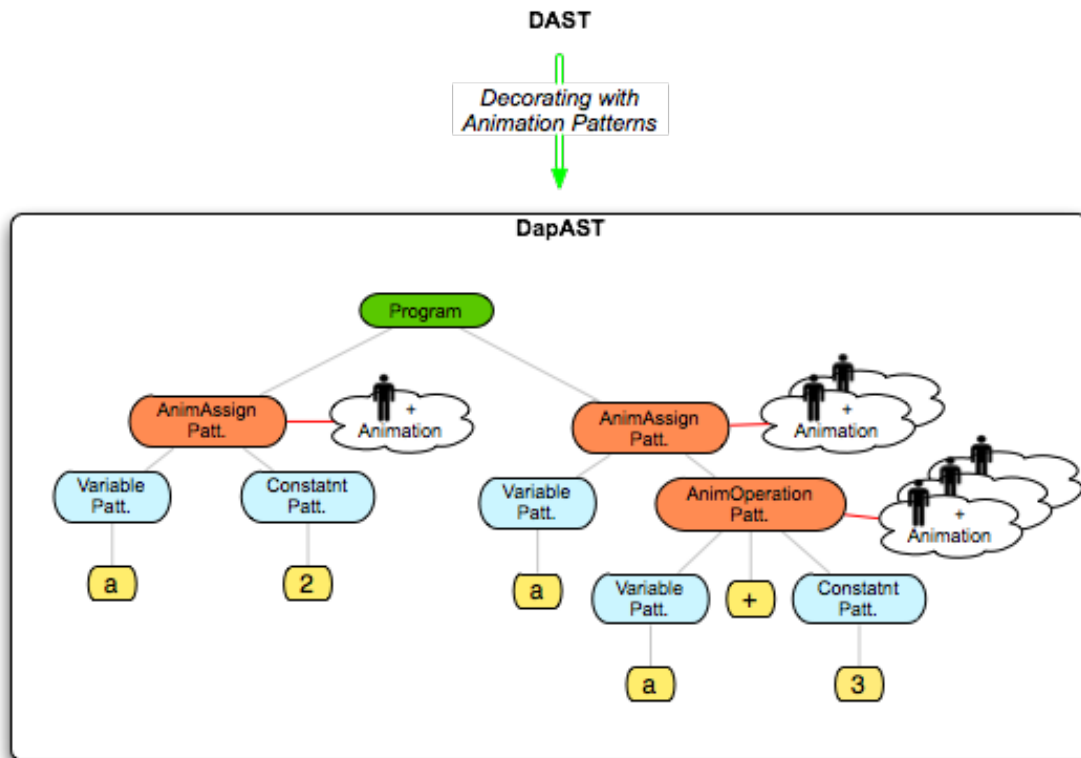 DAST
Decorating with
Animation Patterns
DapAST
Program
AnimAssign
Patt.
+
Animation
AnimAssign
Patt.
+
Animation
Variable
Patt.
Constatnt
Patt.
Variable
Patt.
AnimOperation
Patt.
+
Animation
a
2
a
Variable
Patt.
+
Constatnt
Patt.
a
3